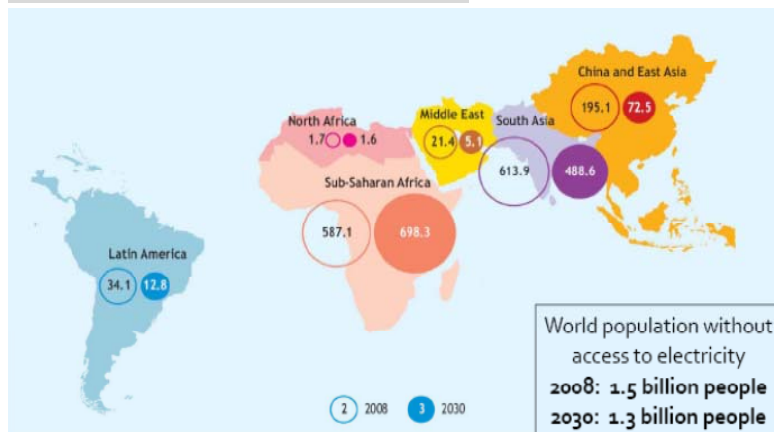 China and East Asia
195.1 72.5
North Africa
1.7 1.6
Middle East
21.4 5.1
South Asia
613.9 488.6
Sub-Saharan Africa
587.1 698.3
Latin America
34.1 12.8
2 2008 3 2030
World population without
access to electricity
2008: 1.5 billion people
2030: 1.3 billion people